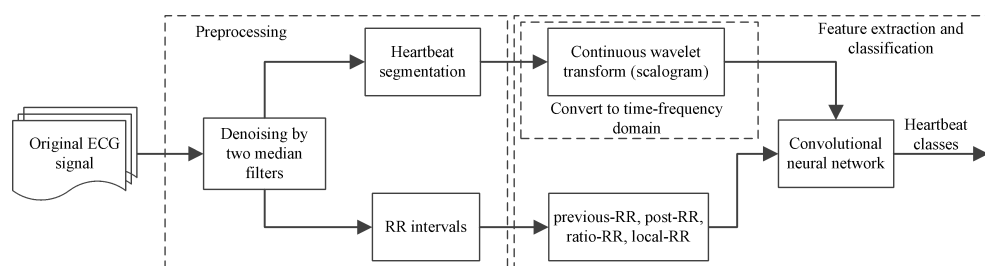 Preprocessing
Feature extraction and
classification
Original ECG
signal
Denoising by
two median
filters
Heartbeat
segmentation
RR intervals
Continuous wavelet
transform (scalogram)
Convert to time-frequency
domain
previous-RR, post-RR,
ratio-RR, local-RR
Convolutional
neural network
Heartbeat
classes